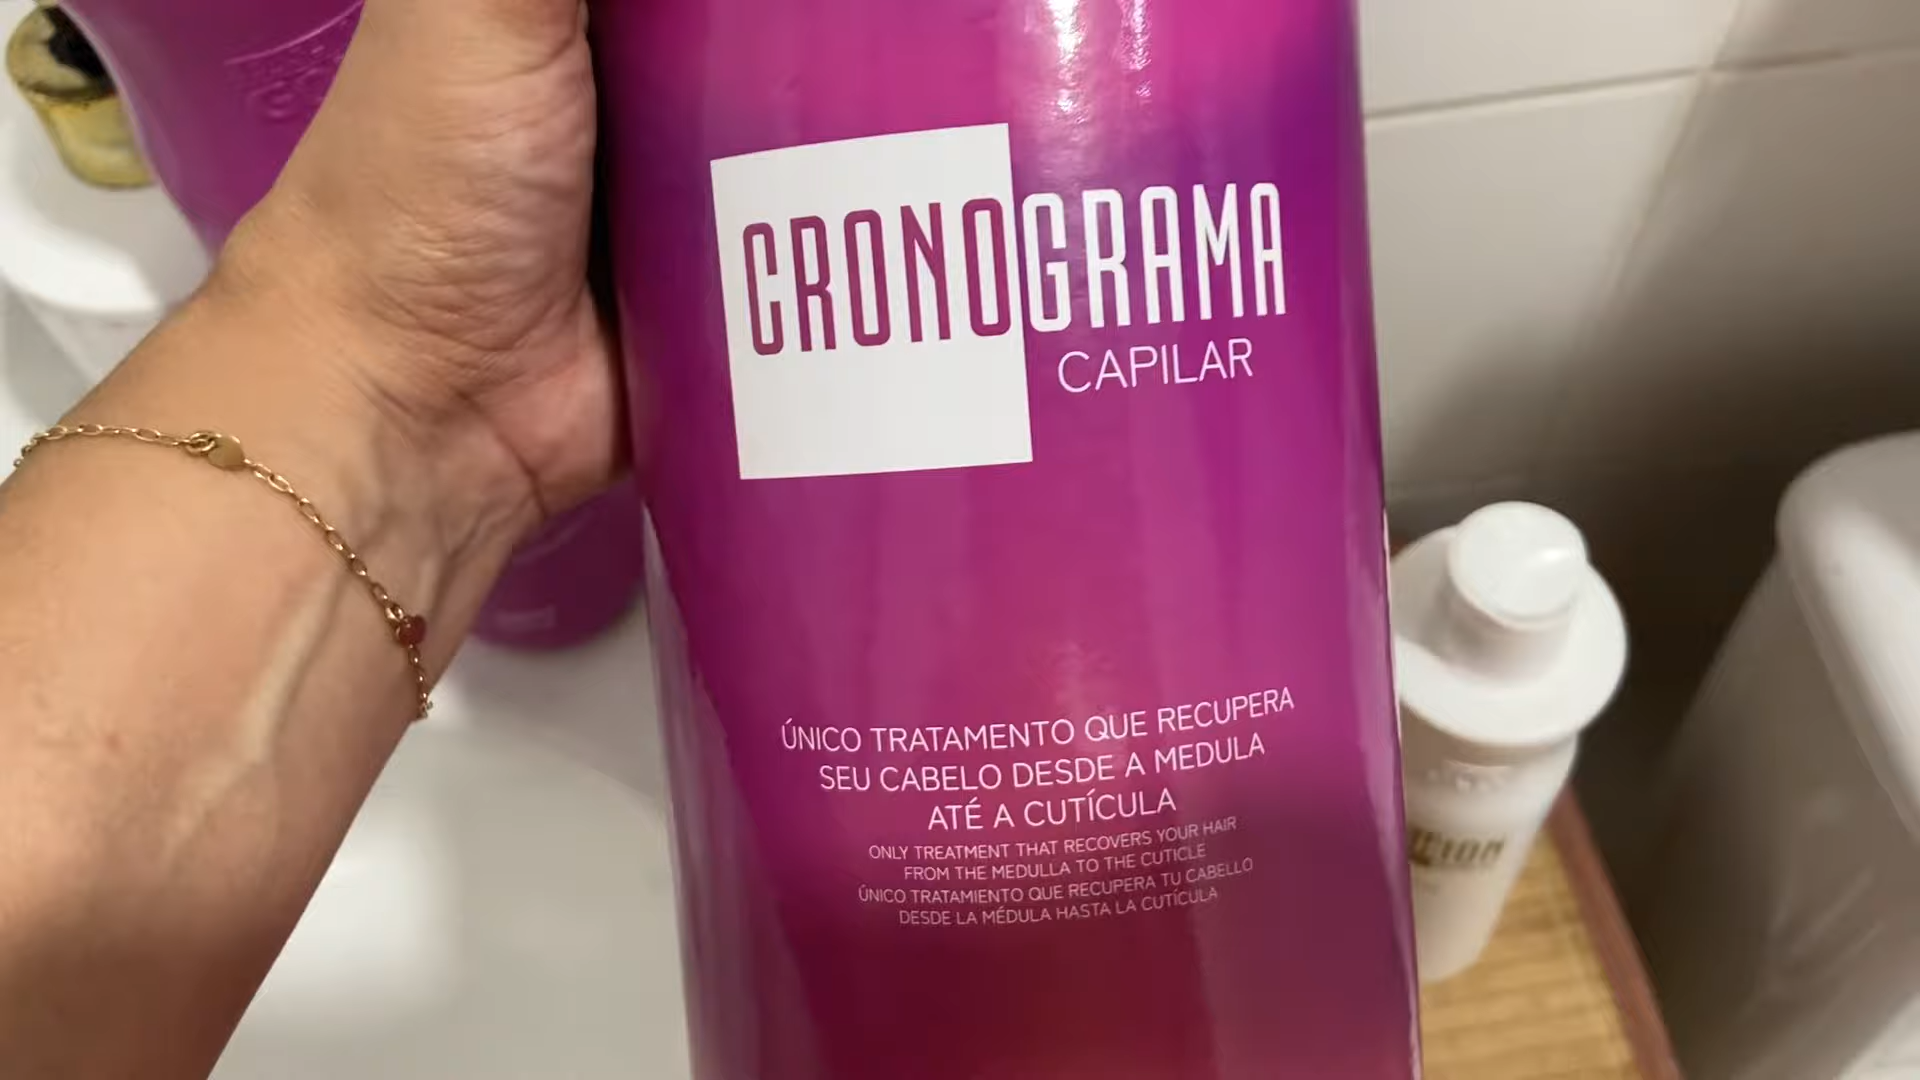 CRONOGRAMA
CAPILAR
ÚNICO TRATAMENTO QUE RECUPERA
SEU CABELO DESDE A MEDULA
ATÉ A CUTÍCULA
ONLY TREATMENT THAT RECOVERS YOUR HAIR
FROM THE MEDULLA TO THE CUTICLE
ÚNICO TRATAMIENTO QUE RECUPERA TU CABELLO
DESDE LA MÉDULA HASTA LA CUTÍCULA